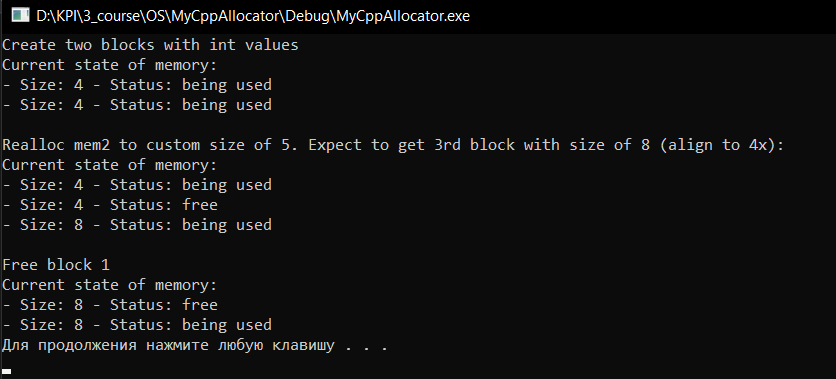 D:\KPI\3_course\OS\MyCppAllocator\Debug\MyCppAllocator.exe
Create two blocks with int values
Current state of memory:
- Size: 4 - Status: being used
- Size: 4 - Status: being used
Realloc mem2 to custom size of 5. Expect to get 3rd block with size of 8 (align to 4x):
Current state of memory:
- Size: 4 - Status: being used
- Size: 4 - Status: free
- Size: 8 - Status: being used
Free block 1
Current state of memory:
- Size: 8 - Status: free
- Size: 8 - Status: being used
Для продолжения нажмите любую клавишу . . .